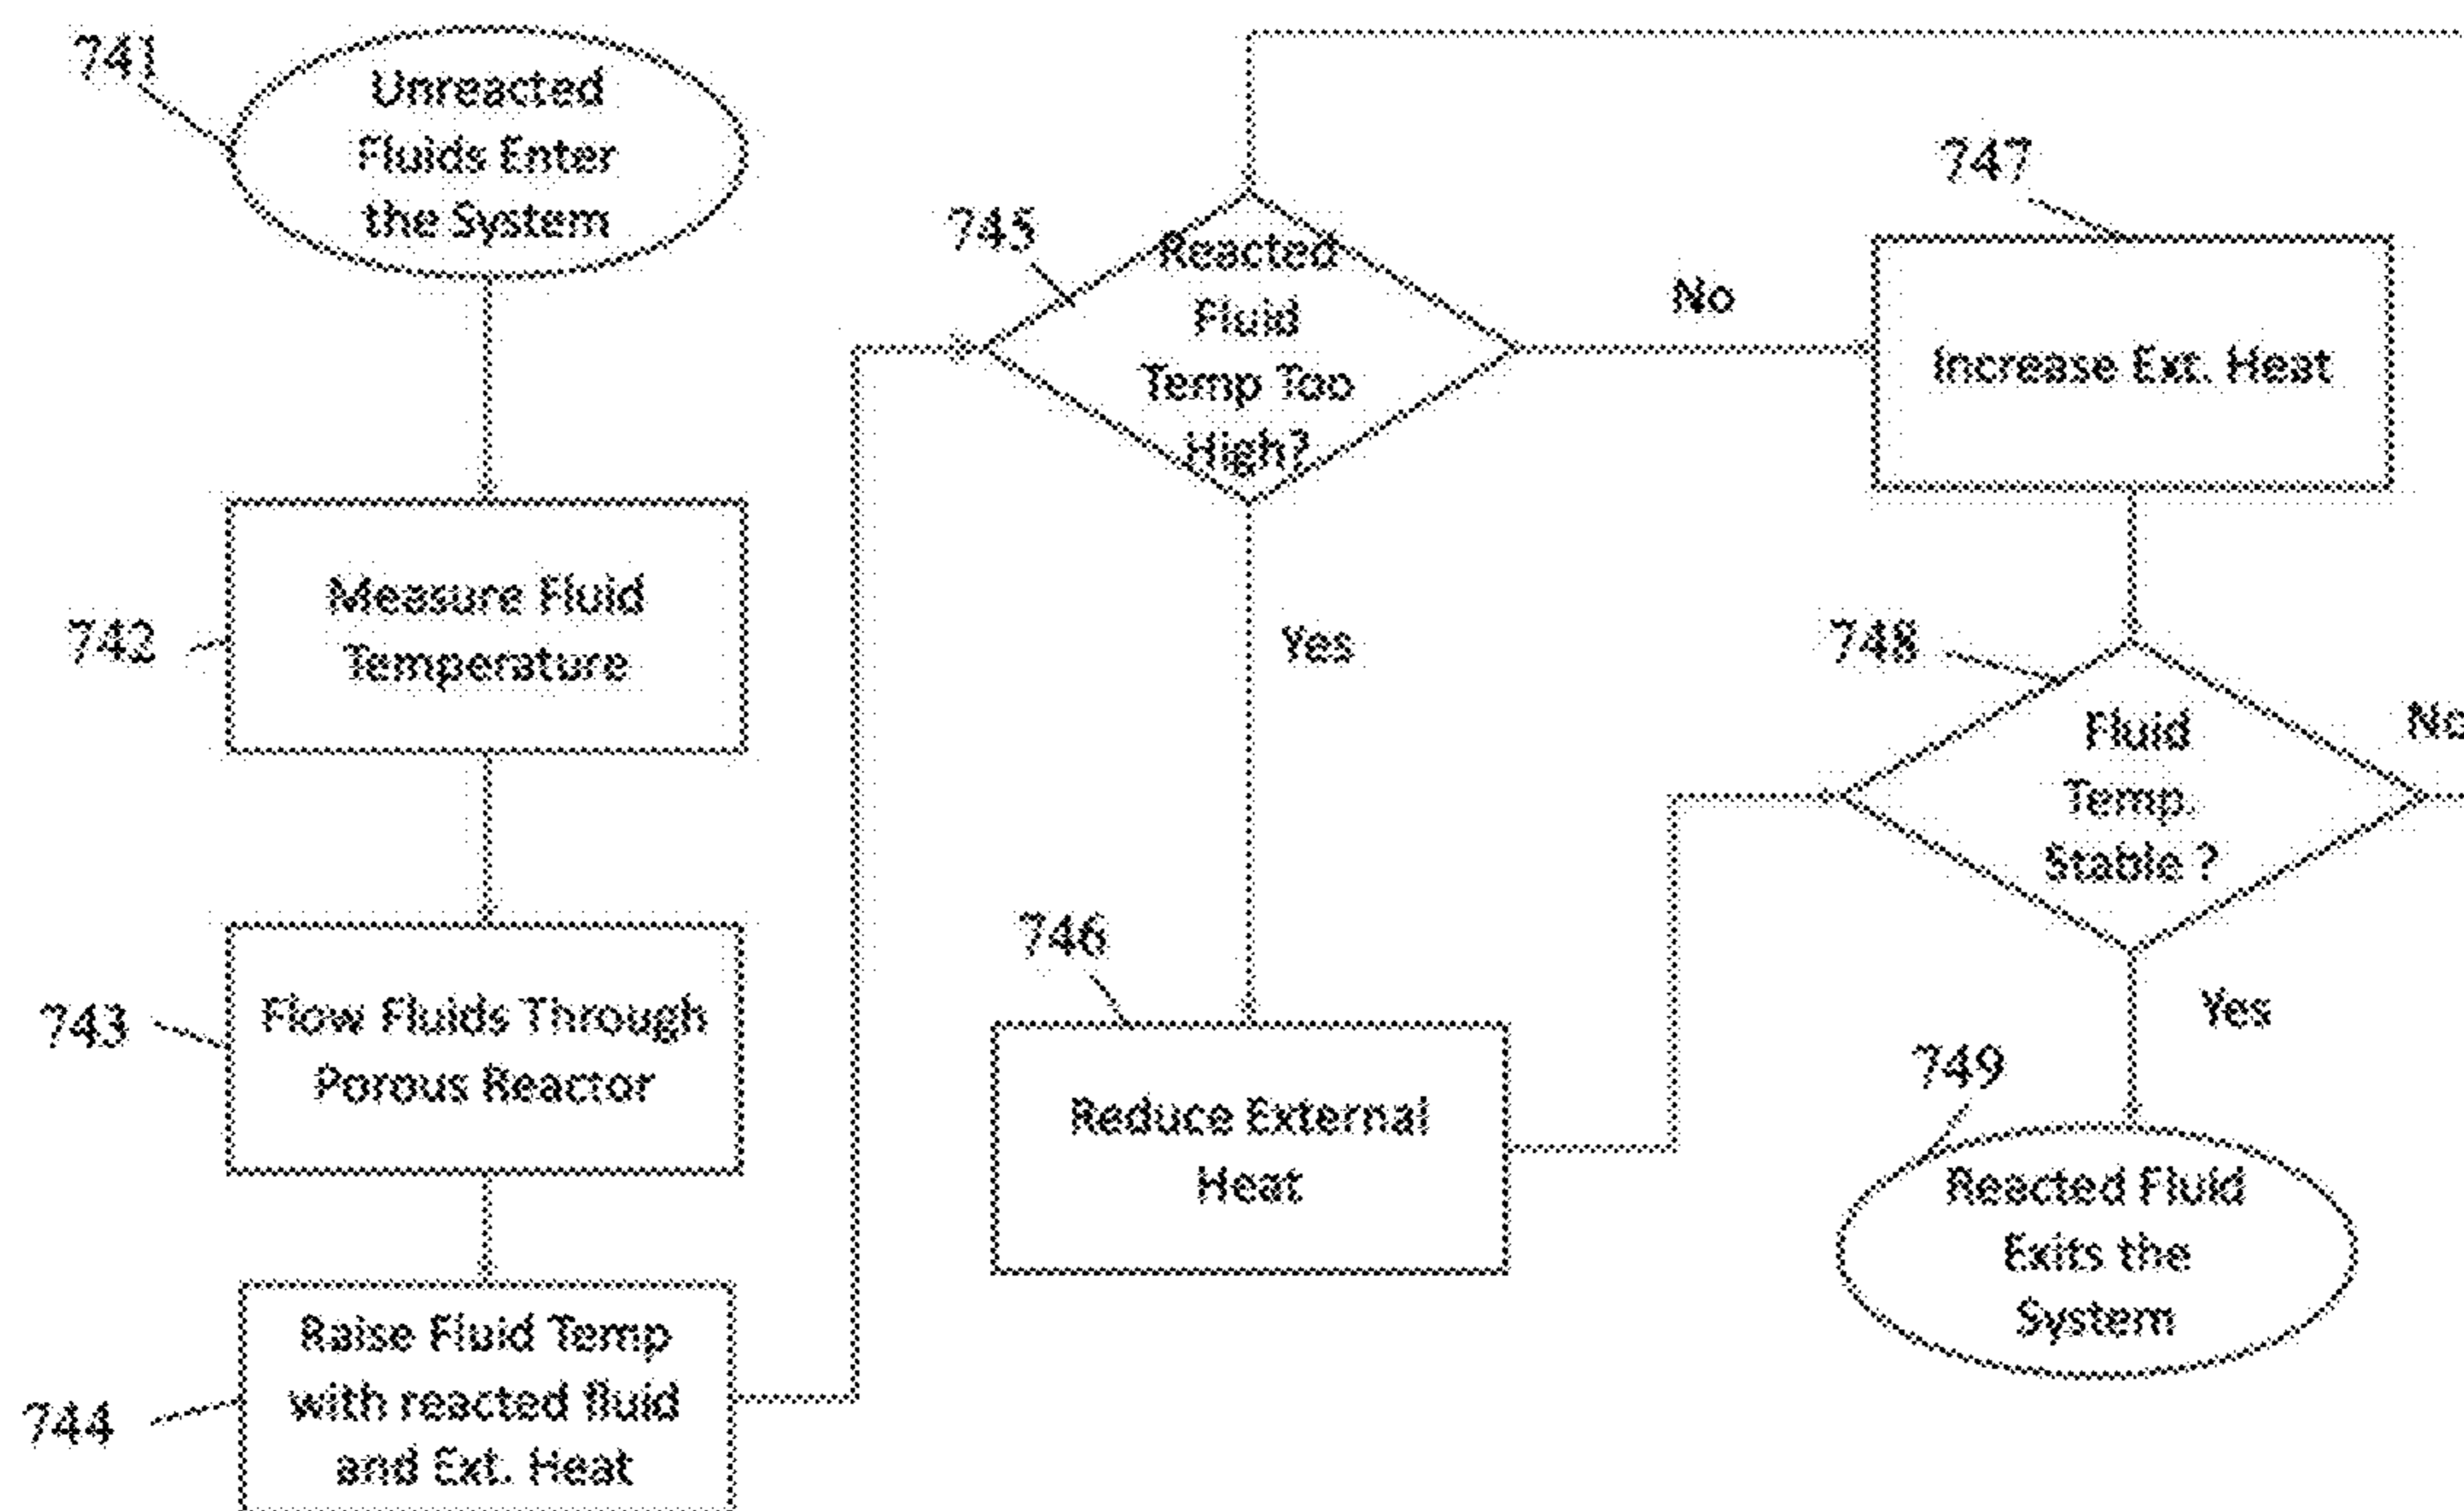 741
Unreacted
Fluids Enter
the System
742
Measure Fluid
Temperature
743
Flow Fluids Through
Porous Reactor
744
Raise Fluid Temp
with reacted fluid
and Ext. Heat
745
Reacted
Fluid
Temp Too
High?
Yes
No
746
Reduce External
Heat
747
Increase Ext. Heat
748
Fluid
Temp.
Stable ?
No
Yes
749
Reacted Fluid
Exits the
System